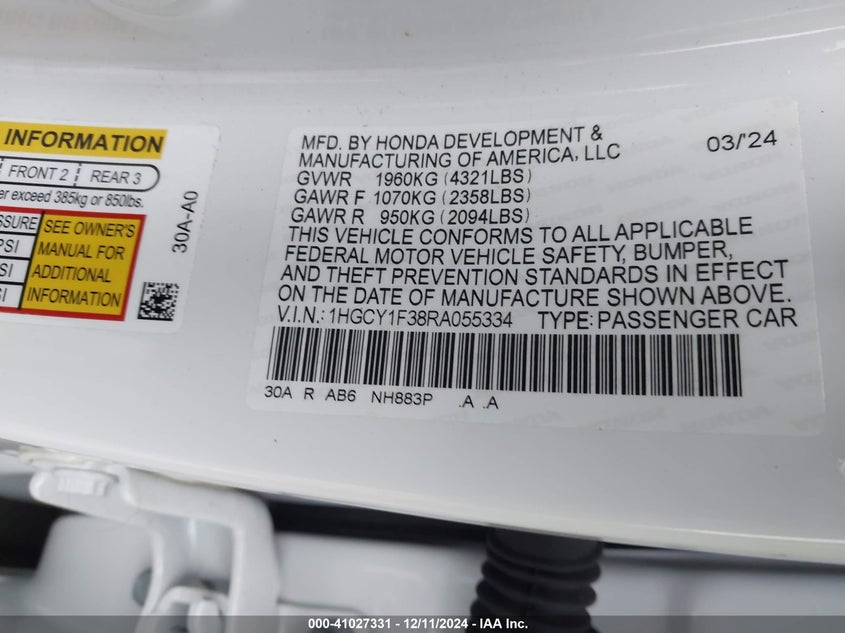 INFORMATION
FRONT 2 REAR 3
er exceed 385kg or 850lbs.
SSURE
PSI
SI
SI
SEE OWNER'S
MANUAL FOR
ADDITIONAL
INFORMATION
30A-A0
MFD. BY HONDA DEVELOPMENT &
MANUFACTURING OF AMERICA, LLC 03/'24
GVWR 1960KG (4321LBS)
GAWR F 1070KG (2358LBS)
GAWR R 950KG (2094LBS)
THIS VEHICLE CONFORMS TO ALL APPLICABLE
FEDERAL MOTOR VEHICLE SAFETY, BUMPER,
AND THEFT PREVENTION STANDARDS IN EFFECT
ON THE DATE OF MANUFACTURE SHOWN ABOVE.
V.I.N.: 1HGCY1F38RA055334 TYPE: PASSENGER CAR
30A R AB6 NH883P .A .A
000-41027331 - 12/11/2024 - IAA Inc.